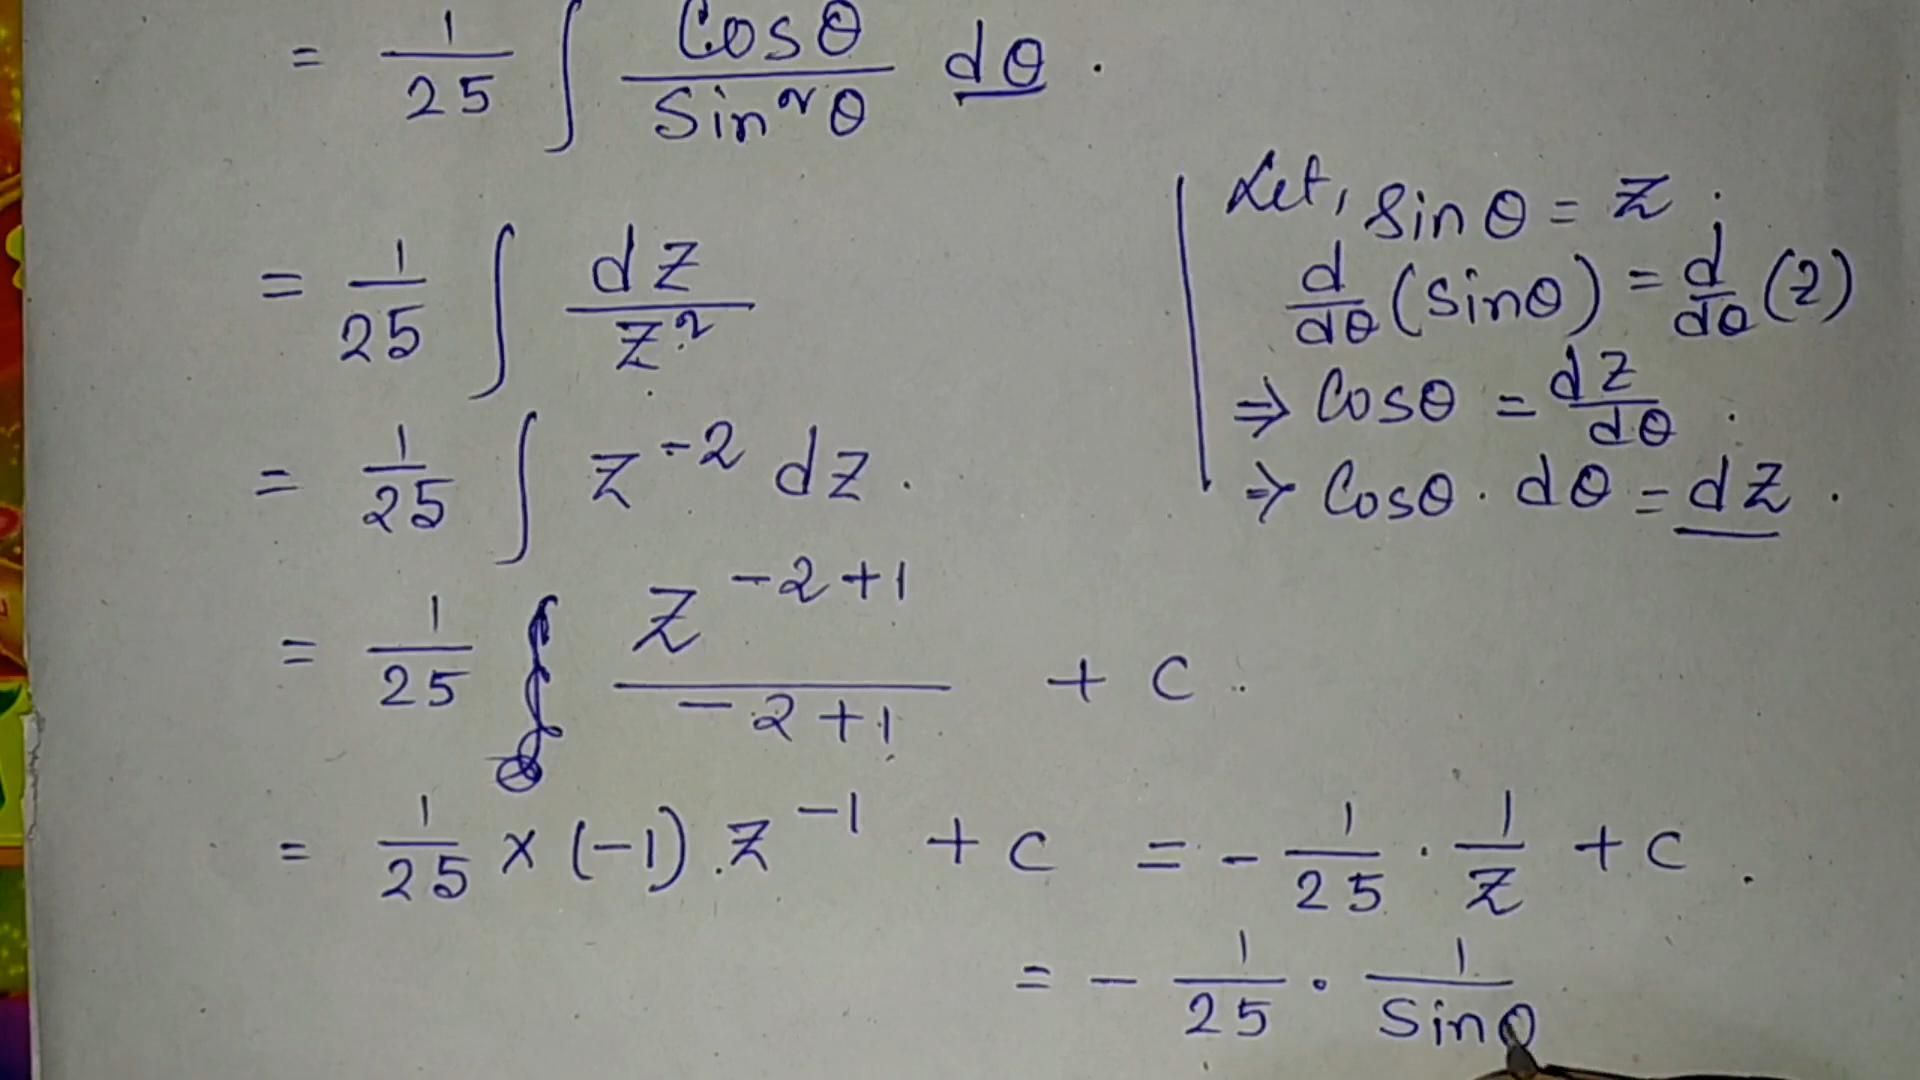 = 1/25 ∫ Cosθ/Sin²θ dθ .
= 1/25 ∫ dz/z²
= 1/25 ∫ z^-2 dz .
= 1/25 z^(-2+1)/(-2+1) + c .
= 1/25 × (-1) . z^-1 + c = - 1/25 · 1/z + c .
= - 1/25 · 1/Sinθ
Let, Sin θ = z .
d/dθ (Sinθ) = d/dθ (z)
⇒ Cosθ = dz/dθ .
⇒ Cosθ · dθ = dz .